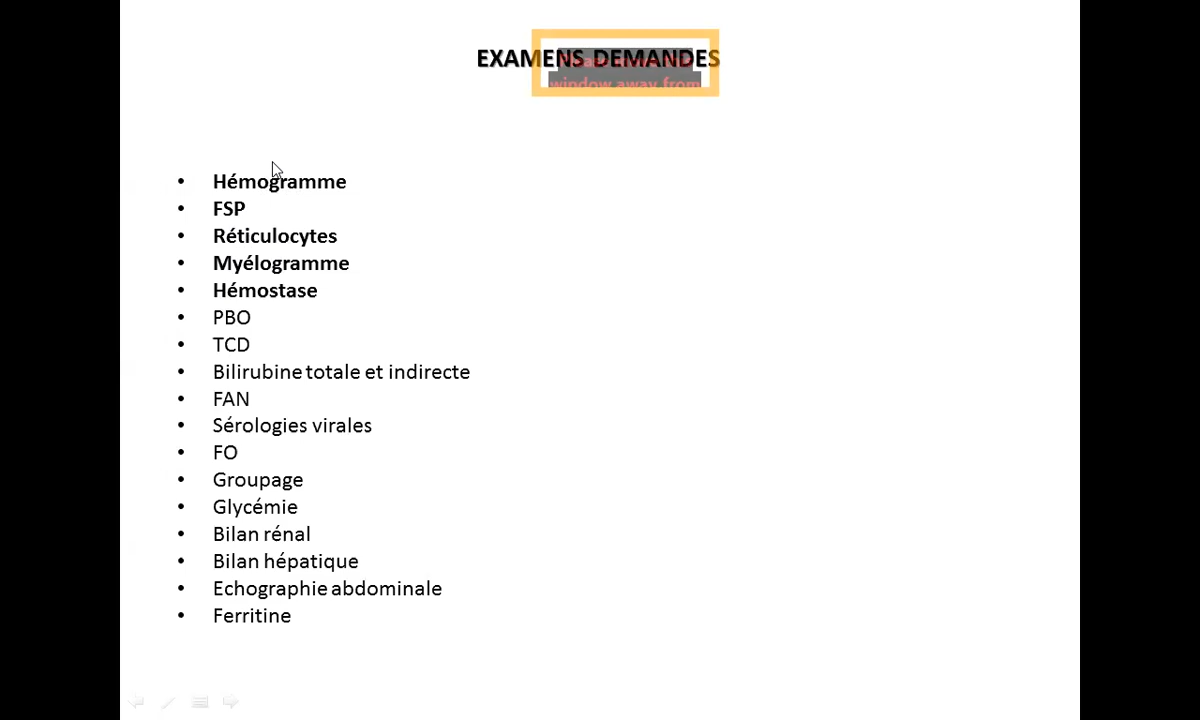 EXAMENS DEMANDES
window away from
• Hémogramme
• FSP
• Réticulocytes
• Myélogramme
• Hémostase
• PBO
• TCD
• Bilirubine totale et indirecte
• FAN
• Sérologies virales
• FO
• Groupage
• Glycémie
• Bilan rénal
• Bilan hépatique
• Echographie abdominale
• Ferritine